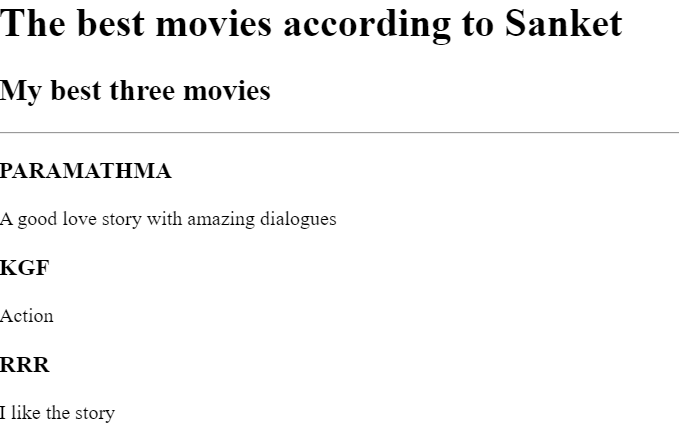 The best movies according to Sanket
My best three movies
PARAMATHMA
A good love story with amazing dialogues
KGF
Action
RRR
I like the story